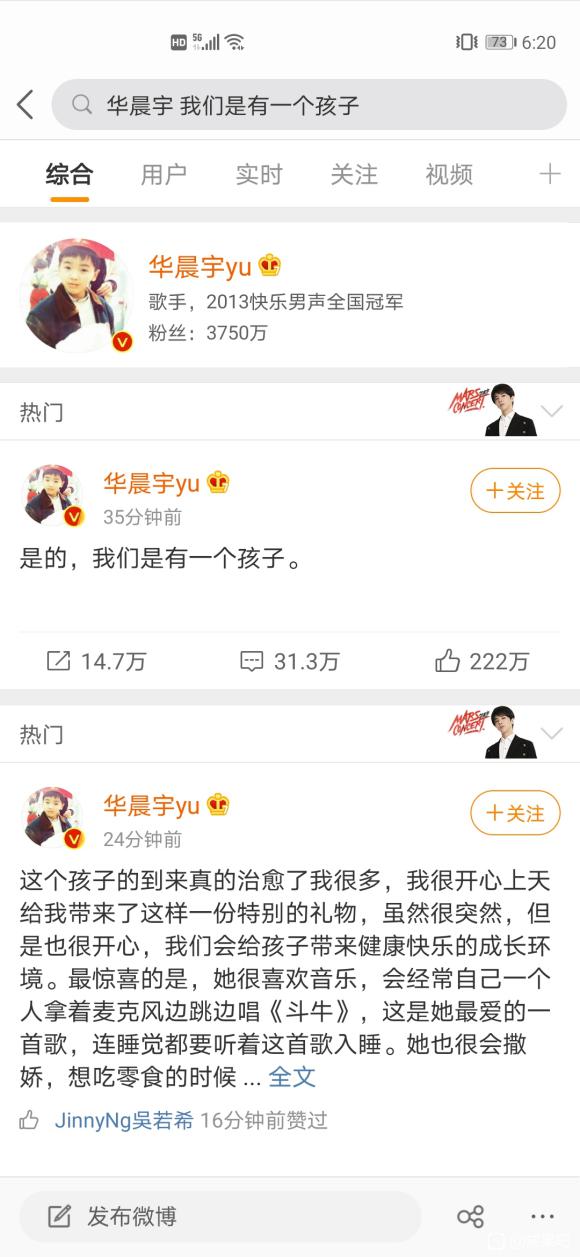 HD 5G 73 6:20
华晨宇 我们是有一个孩子
综合 用户 实时 关注 视频
华晨宇yu
歌手，2013快乐男声全国冠军
粉丝：3750万
热门 MARS CONCERT
华晨宇yu
+关注
35分钟前
是的，我们是有一个孩子。
14.7万 31.3万 222万
热门 MARS CONCERT
华晨宇yu
+关注
24分钟前
这个孩子的到来真的治愈了我很多，我很开心上天
给我带来了这样一份特别的礼物，虽然很突然，但
是也很开心，我们会给孩子带来健康快乐的成长环
境。最惊喜的是，她很喜欢音乐，会经常自己一个
人拿着麦克风边跳边唱《斗牛》，这是她最爱的一
首歌，连睡觉都要听着这首歌入睡。她也很会撒
娇，想吃零食的时候 ... 全文
JinnyNg吳若希 16分钟前赞过
发布微博